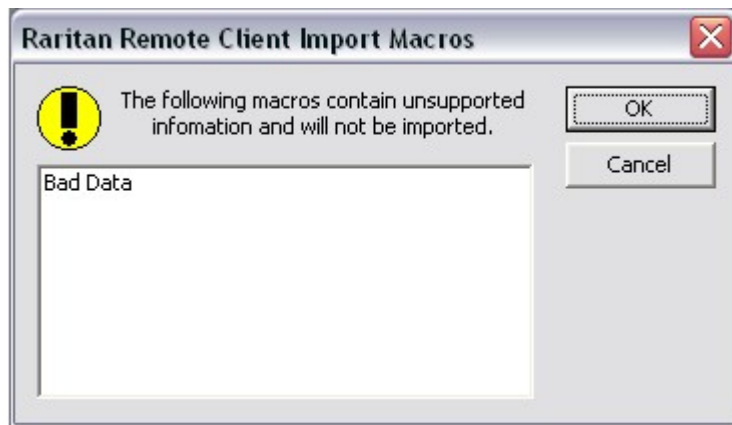 Raritan Remote Client Import Macros
The following macros contain unsupported
infomation and will not be imported.
OK
Cancel
Bad Data